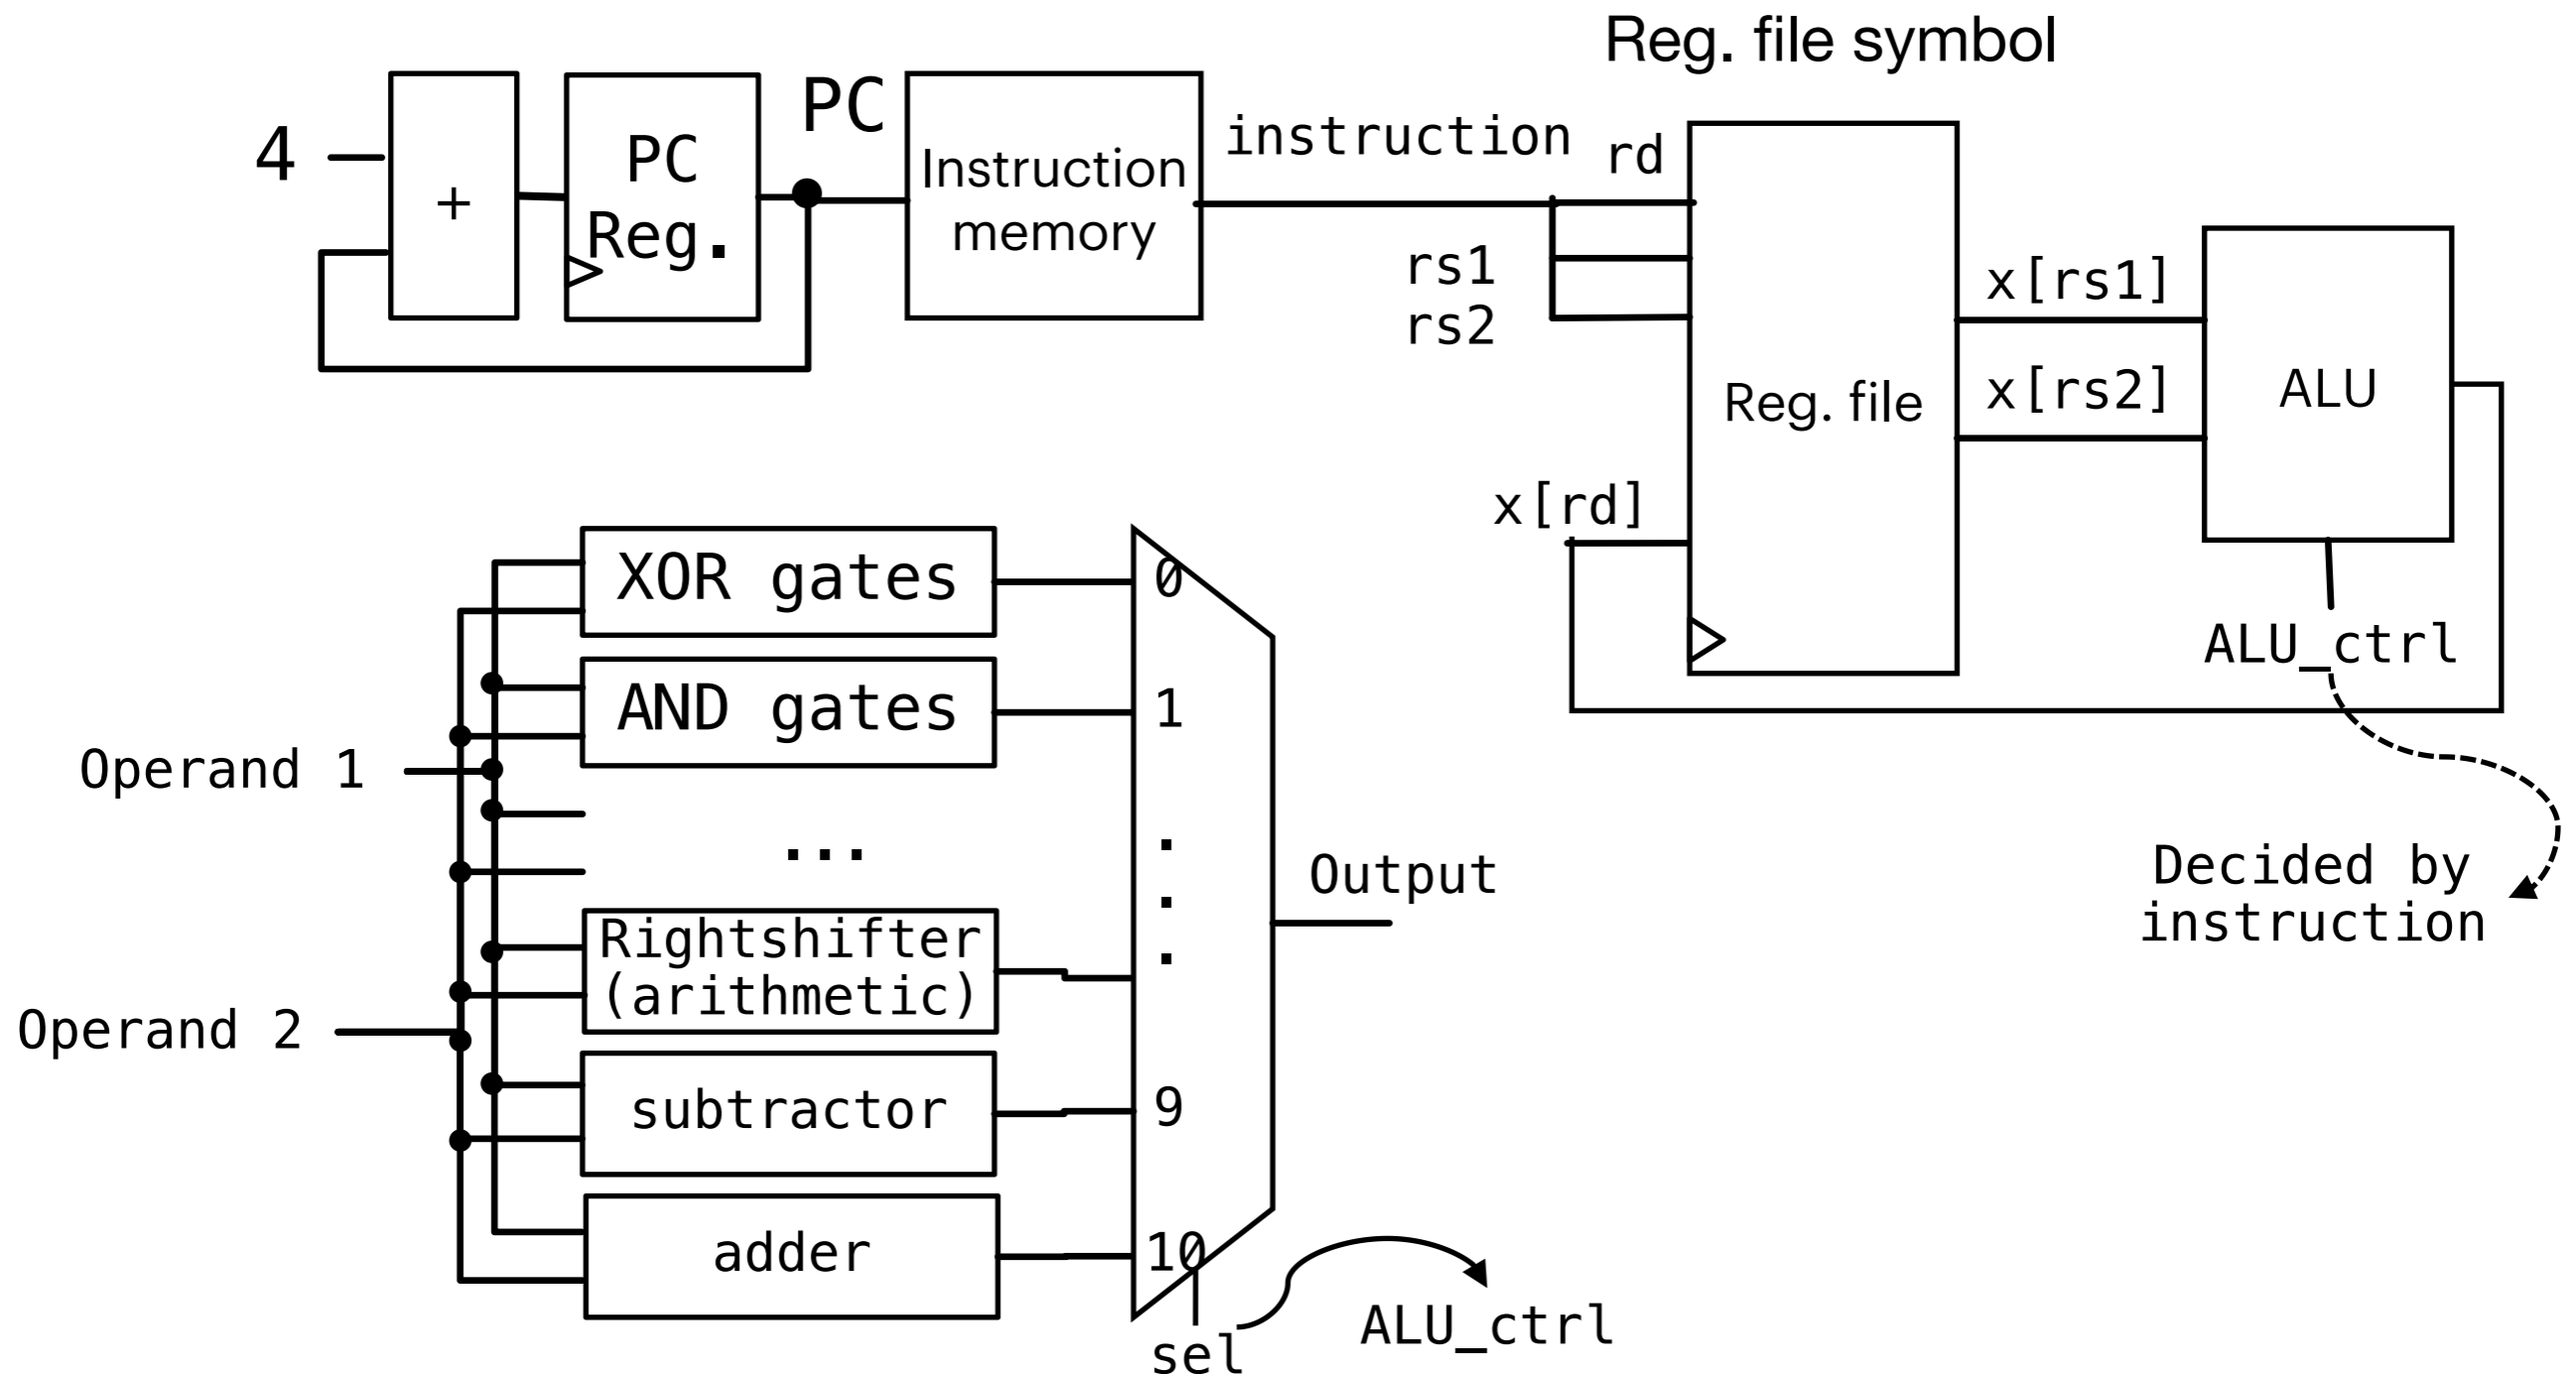 Reg. file symbol
4
+
PC
Reg.
PC
Instruction
memory
instruction
rd
rs1
rs2
x[rd]
Reg. file
x[rs1]
x[rs2]
ALU
ALU_ctrl
Decided by
instruction
Operand 1
Operand 2
XOR gates
AND gates
...
Rightshifter
(arithmetic)
subtractor
adder
0
1
.
.
.
9
10
Output
sel
ALU_ctrl